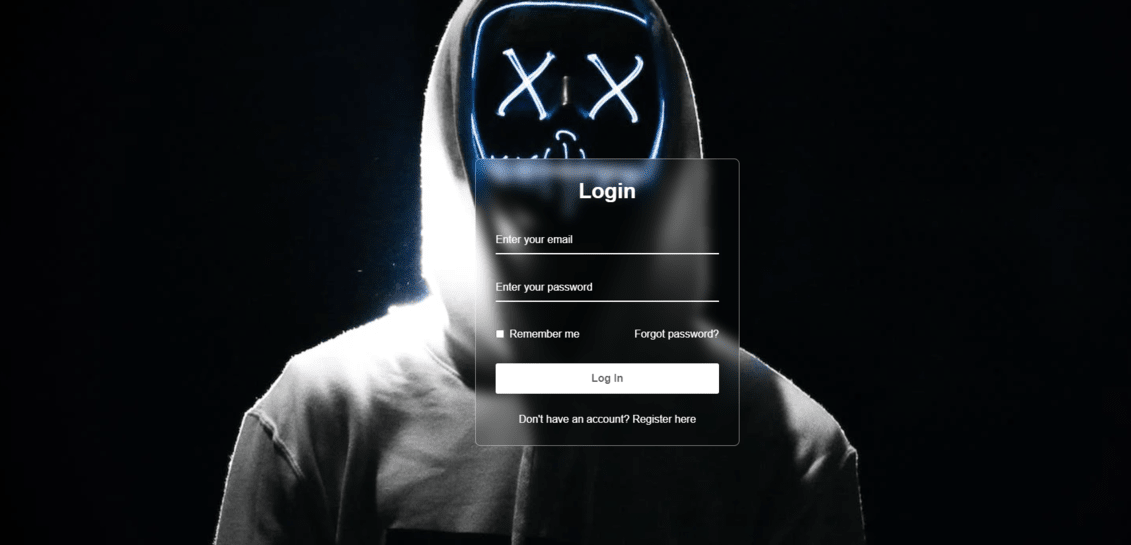 Login
Enter your email
Enter your password
Remember me Forgot password?
Log In
Don't have an account? Register here